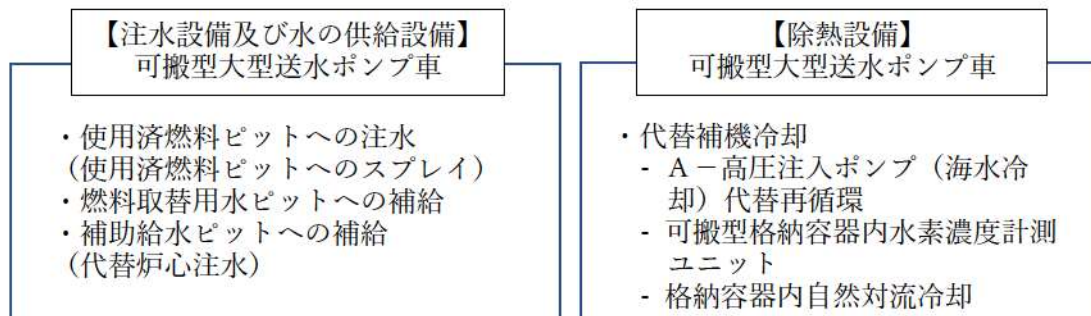 【注水設備及び水の供給設備】
可搬型大型送水ポンプ車
・使用済燃料ピットへの注水
(使用済燃料ピットへのスプレイ)
・燃料取替用水ピットへの補給
・補助給水ピットへの補給
(代替炉心注水)
【除熱設備】
可搬型大型送水ポンプ車
・代替補機冷却
- A－高圧注入ポンプ（海水冷
却）代替再循環
- 可搬型格納容器内水素濃度計測
ユニット
- 格納容器内自然対流冷却